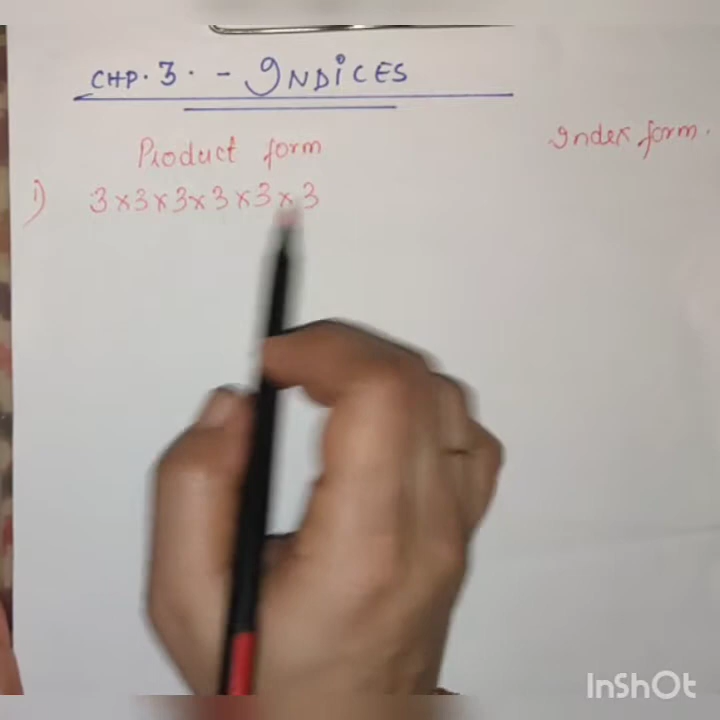 CHP. 3. - INDICES
Product form Index form.
1) 3×3×3×3×3×3
InShOt